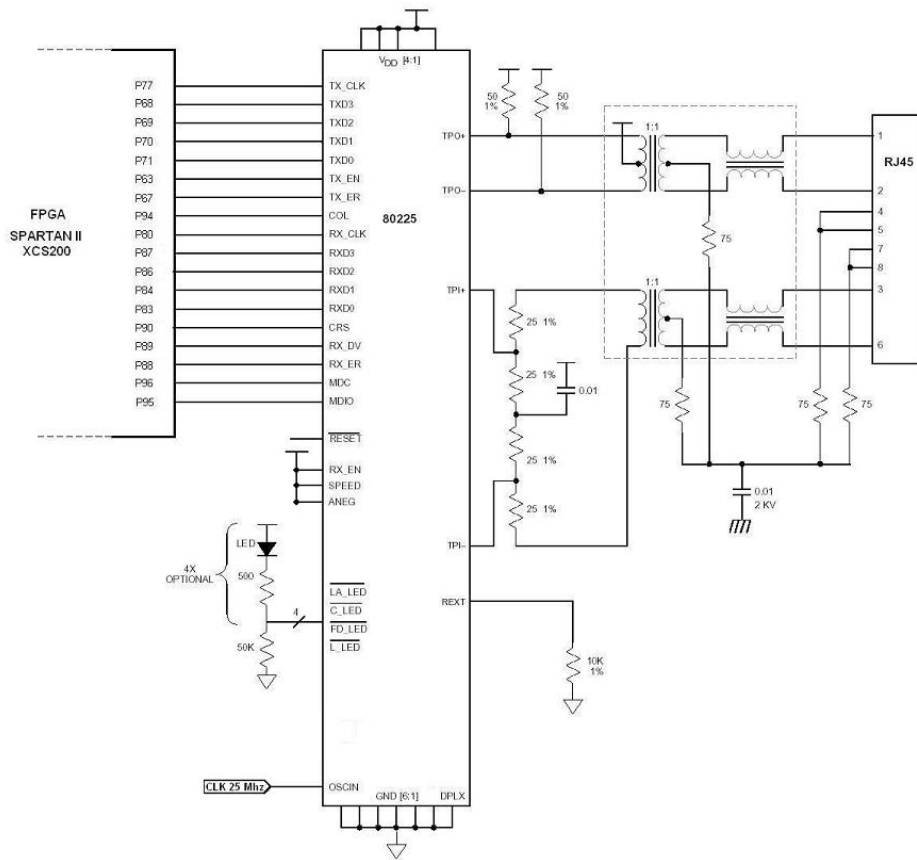 VDD [4:1]
P77 TX_CLK
P68 TXD3
P69 TXD2
P70 TXD1
P71 TXD0
P63 TX_EN
P67 TX_ER
P94 COL
P80 RX_CLK
P87 RXD3
P86 RXD2
P84 RXD1
P83 RXD0
P90 CRS
P89 RX_DV
P88 RX_ER
P96 MDC
P95 MDIO
FPGA
SPARTAN II
XCS200
80225
RESET
RX_EN
SPEED
ANEG
LED
4X
OPTIONAL
500
50K
4
LA_LED
C_LED
FD_LED
L_LED
CLK 25 Mhz
OSCIN
GND [6:1]
DPLX
TPO+
TPO–
TPI+
TPI–
REXT
50
1%
50
1%
1:1
75
1:1
25 1%
25 1%
0.01
25 1%
25 1%
75
75
0.01
2 KV
10K
1%
RJ45
1
2
4
5
7
8
3
6